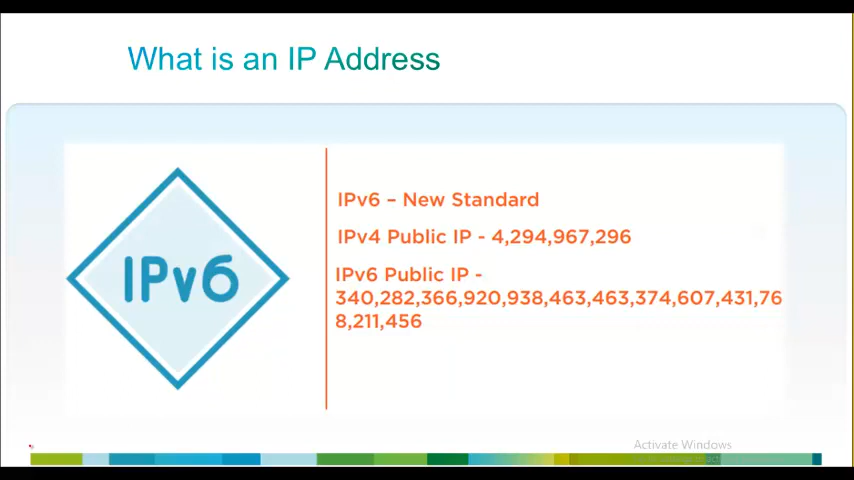 What is an IP Address
IPv6
IPv6 – New Standard
IPv4 Public IP - 4,294,967,296
IPv6 Public IP -
340,282,366,920,938,463,463,374,607,431,76
8,211,456
Activate Windows